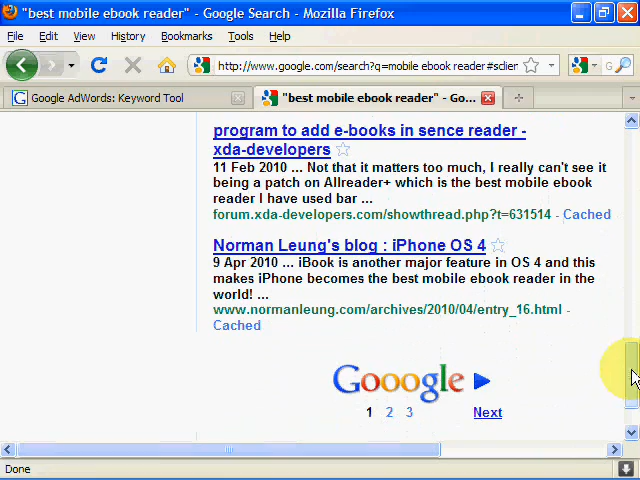 "best mobile ebook reader" - Google Search - Mozilla Firefox
File Edit View History Bookmarks Tools Help
http://www.google.com/search?q=mobile ebook reader#sclien
G
Google AdWords: Keyword Tool
"best mobile ebook reader" - Go...
program to add e-books in sence reader -
xda-developers
11 Feb 2010 ... Not that it matters too much, I really can't see it
being a patch on Allreader+ which is the best mobile ebook
reader I have used bar ...
forum.xda-developers.com/showthread.php?t=631514 - Cached
Norman Leung's blog : iPhone OS 4
9 Apr 2010 ... iBook is another major feature in OS 4 and this
makes iPhone becomes the best mobile ebook reader in the
world! ...
www.normanleung.com/archives/2010/04/entry_16.html -
Cached
Gooogle
1 2 3 Next
Done